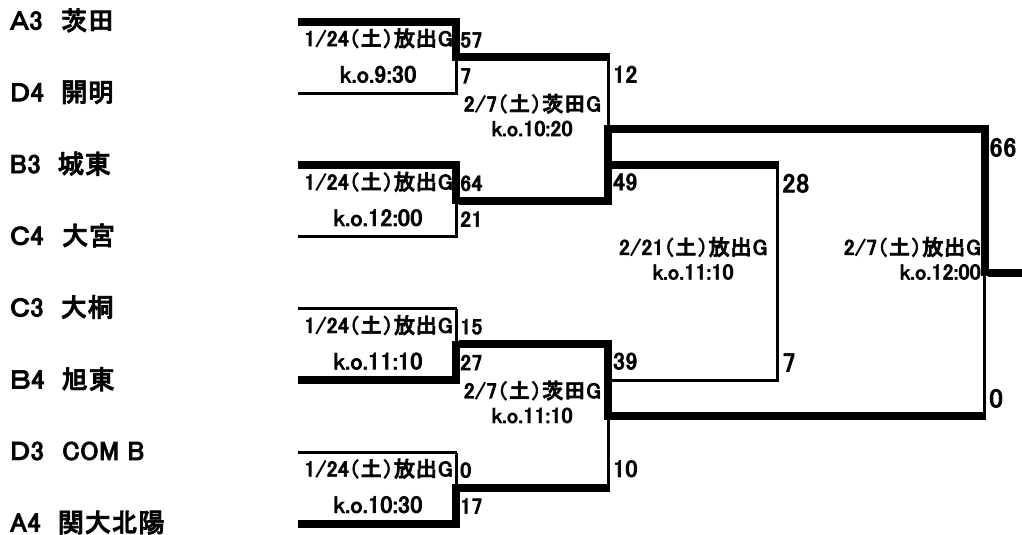 A3 茨田
1/24(土)放出G 57
k.o.9:30
7
12
D4 開明
2/7(土)茨田G
k.o.10:20
66
B3 城東
1/24(土)放出G 64
49
28
k.o.12:00
21
C4 大宮
2/21(土)放出G
k.o.11:10
2/7(土)放出G
k.o.12:00
C3 大桐
1/24(土)放出G 15
k.o.11:10
27
39
7
B4 旭東
2/7(土)茨田G
k.o.11:10
0
D3 COM B
1/24(土)放出G 0
10
k.o.10:30
17
A4 関大北陽